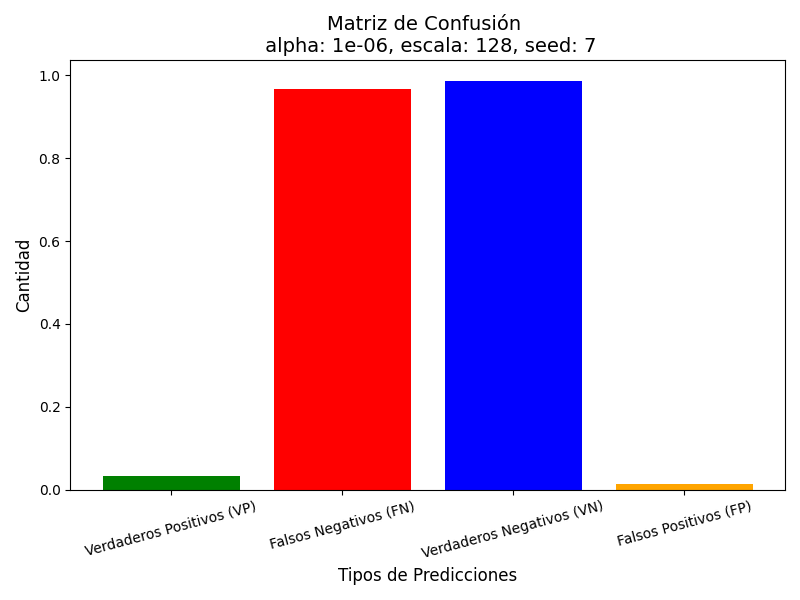 Matriz de Confusión
alpha: 1e-06, escala: 128, seed: 7
1.0
0.8
0.6
0.4
0.2
0.0
Cantidad
Verdaderos Positivos (VP)
Falsos Negativos (FN)
Verdaderos Negativos (VN)
Falsos Positivos (FP)
Tipos de Predicciones